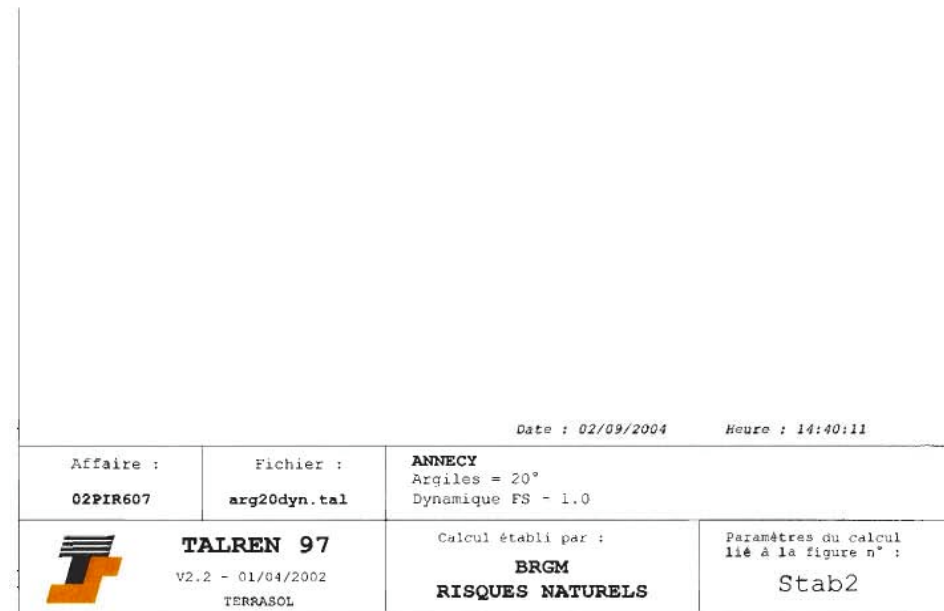 Date : 02/09/2004 Heure : 14:40:11
Affaire :
02PIR607
Fichier :
arg20dyn.tal
ANNECY
Argiles = 20°
Dynamique FS - 1.0
TALREN 97
V2.2 - 01/04/2002
TERRASOL
Calcul établi par :
BRGM
RISQUES NATURELS
Paramètres du calcul
lié à la figure n° :
Stab2